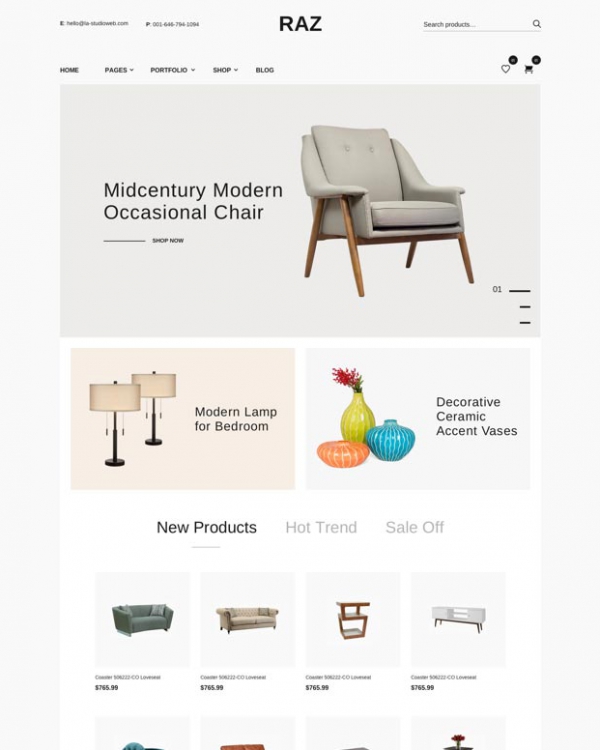 E: hello@la-studioweb.com
P: 001-646-794-1094
RAZ
Search products...
HOME
PAGES
PORTFOLIO
SHOP
BLOG
Midcentury Modern
Occasional Chair
SHOP NOW
01
Modern Lamp
for Bedroom
Decorative
Ceramic
Accent Vases
New Products
Hot Trend
Sale Off
Coaster 506222-CO Loveseat
Coaster 506222-CO Loveseat
Coaster 506222-CO Loveseat
Coaster 506222-CO Loveseat
$765.99
$765.99
$765.99
$765.99